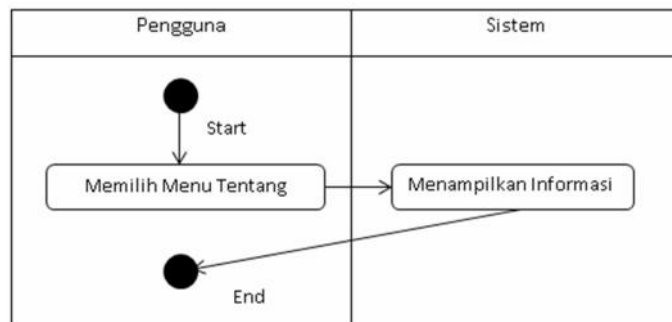 Pengguna
Sistem
Start
Memilih Menu Tentang
Menampilkan Informasi
End